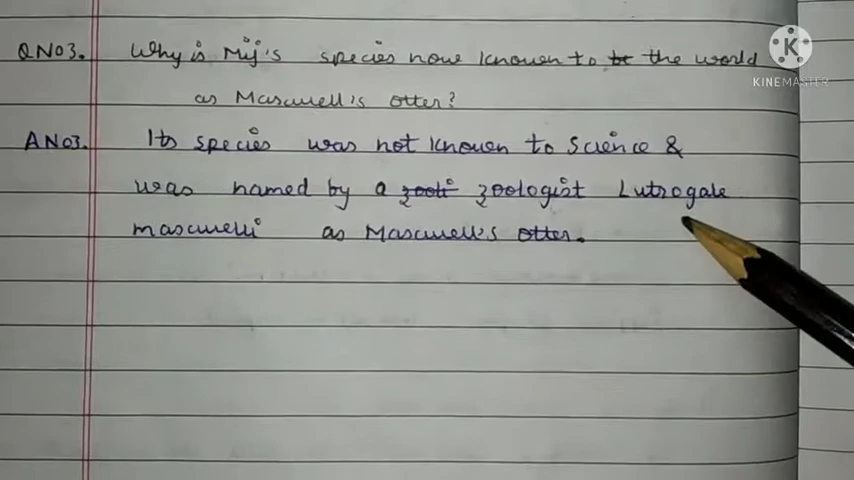 QNo3. Why is Mij's species now known to the world
as Maxwell's otter?
ANo3. Its species was not known to Science &
was named by a zoologist Lutrogale
maxwelli as Maxwell's otter.
KINEMASTER